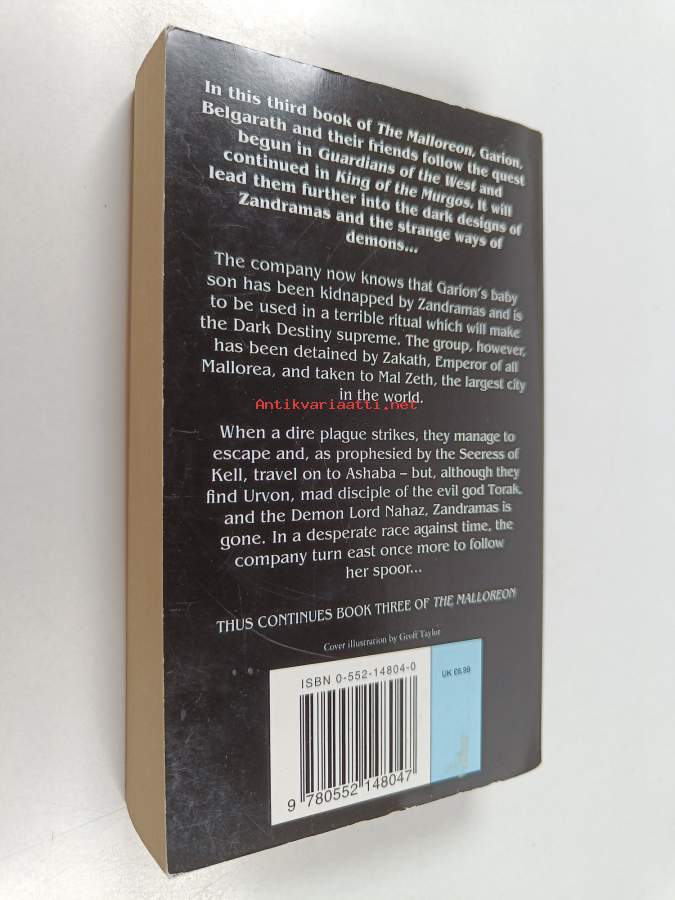 In this third book of The Malloreon, Garion,
Belgarath and their friends follow the quest
begun in Guardians of the West and
continued in King of the Murgos. It will
lead them further into the dark designs of
Zandramas and the strange ways of
demons...
The company now knows that Garion's baby
son has been kidnapped by Zandramas and is
to be used in a terrible ritual which will make
the Dark Destiny supreme. The group, however,
has been detained by Zakath, Emperor of all
Mallorea, and taken to Mal Zeth, the largest city
in the world.
Antikvariaatti.net
When a dire plague strikes, they manage to
escape and, as prophesied by the Seeress of
Kell, travel on to Ashaba – but, although they
find Urvon, mad disciple of the evil god Torak,
and the Demon Lord Nahaz, Zandramas is
gone. In a desperate race against time, the
company turn east once more to follow
her spoor...
THUS CONTINUES BOOK THREE OF THE MALLOREON
Cover illustration by Geoff Taylor
ISBN 0-552-14804-0
UK £6.99
9 780552 148047